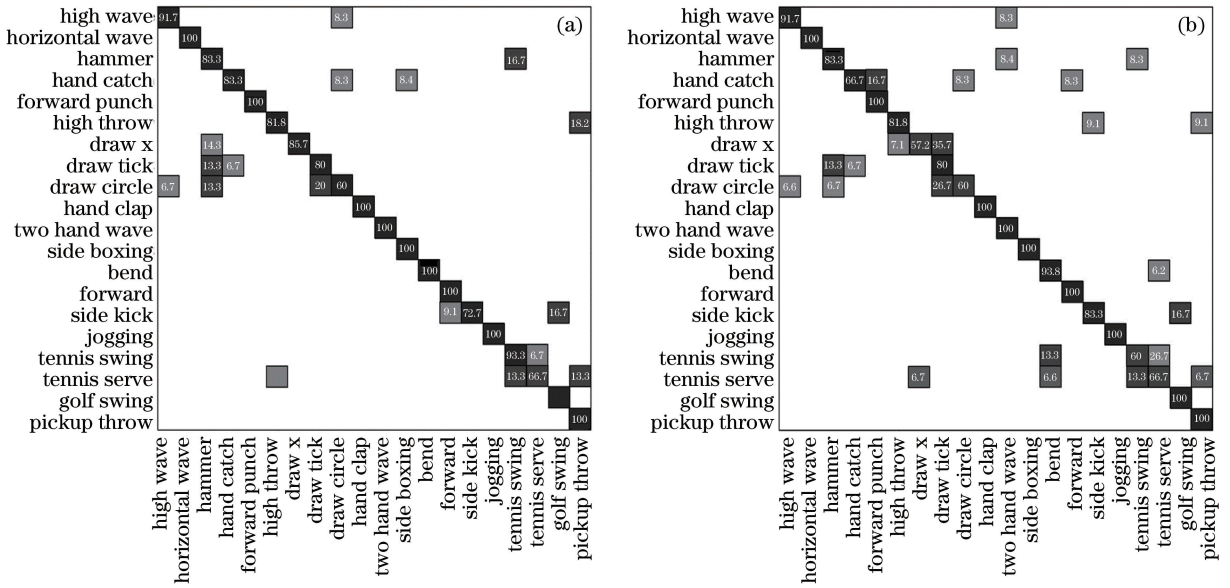 (a)
high wave 91.7 8.3
horizontal wave 100
hammer 83.3 16.7
hand catch 83.3 8.3 8.4
forward punch 100
high throw 81.8 18.2
draw x 14.3 85.7
draw tick 13.3 6.7 80
draw circle 6.7 13.3 20 60
hand clap 100
two hand wave 100
side boxing 100
bend 100
forward 100
side kick 9.1 72.7 16.7
jogging 100
tennis swing 93.3 6.7
tennis serve 13.3 66.7 13.3
golf swing
pickup throw 100
high wave
horizontal wave
hammer
hand catch
forward punch
high throw
draw x
draw tick
draw circle
hand clap
two hand wave
side boxing
bend
forward
side kick
jogging
tennis swing
tennis serve
golf swing
pickup throw
(b)
high wave 91.7 8.3
horizontal wave 100
hammer 83.3 8.4 8.3
hand catch 66.7 16.7 8.3 8.3
forward punch 100
high throw 81.8 9.1 9.1
draw x 7.1 57.2 35.7
draw tick 13.3 6.7 80
draw circle 6.6 6.7 26.7 60
hand clap 100
two hand wave 100
side boxing 100
bend 93.8 6.2
forward 100
side kick 83.3 16.7
jogging 100
tennis swing 13.3 60 26.7
tennis serve 6.7 6.6 13.3 66.7 6.7
golf swing 100
pickup throw 100
high wave
horizontal wave
hammer
hand catch
forward punch
high throw
draw x
draw tick
draw circle
hand clap
two hand wave
side boxing
bend
forward
side kick
jogging
tennis swing
tennis serve
golf swing
pickup throw